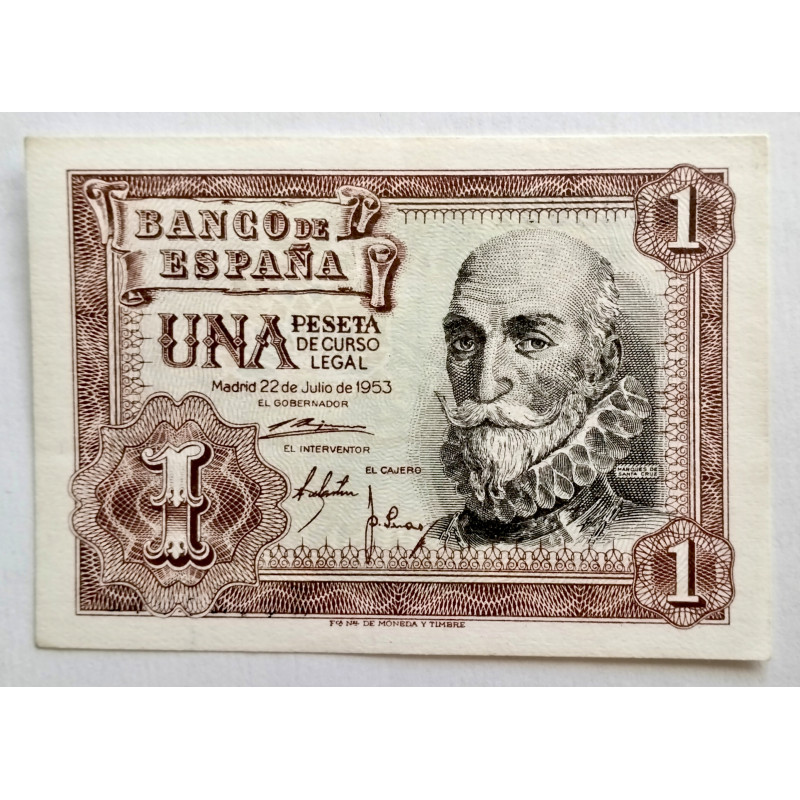 BANCO DE
ESPAÑA
1
UNA PESETA
DE CURSO
LEGAL
Madrid 22 de Julio de 1953
EL GOBERNADOR
EL INTERVENTOR
EL CAJERO
MARQUES DE
SANTA CRUZ
1
1
Fca Nal DE MONEDA Y TIMBRE